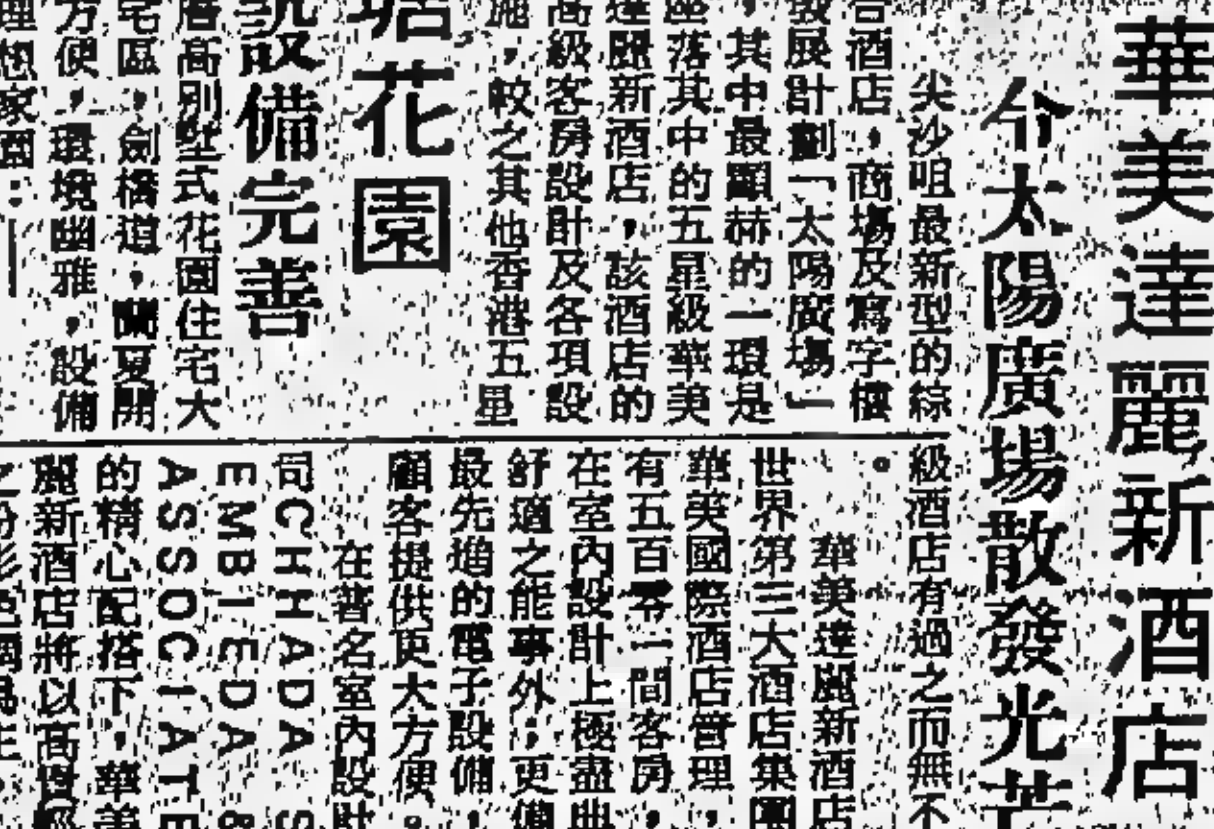 華美達麗新酒店
令太陽廣場散發光芒
尖沙咀最新型的綜
合酒店，商場及寫字樓
發展計劃「太陽廣場」
，其中最顯赫的一環是
座落其中的五星級華美
達麗新酒店，該酒店的
高級客房設計及各項設
施，較之其他香港五星
級酒店有過之而無不
。
華美達麗新酒店
世界第三大酒店集團
華美國際酒店管理，
有五百零一間客房，
在室內設計上極盡
舒適之能事外，更備
最先進的電子設備，
顧客提供更大方便。
在著名室內設計
司CHHADA S
EMBIEDA &
ASSOCIATE
的精心配搭下，華美
麗新酒店將以高
花園
設備完善
層高別墅式花園住宅大
宅區，劍橋道，蘭夏閣
方便，環境幽雅，設備
理想家園：